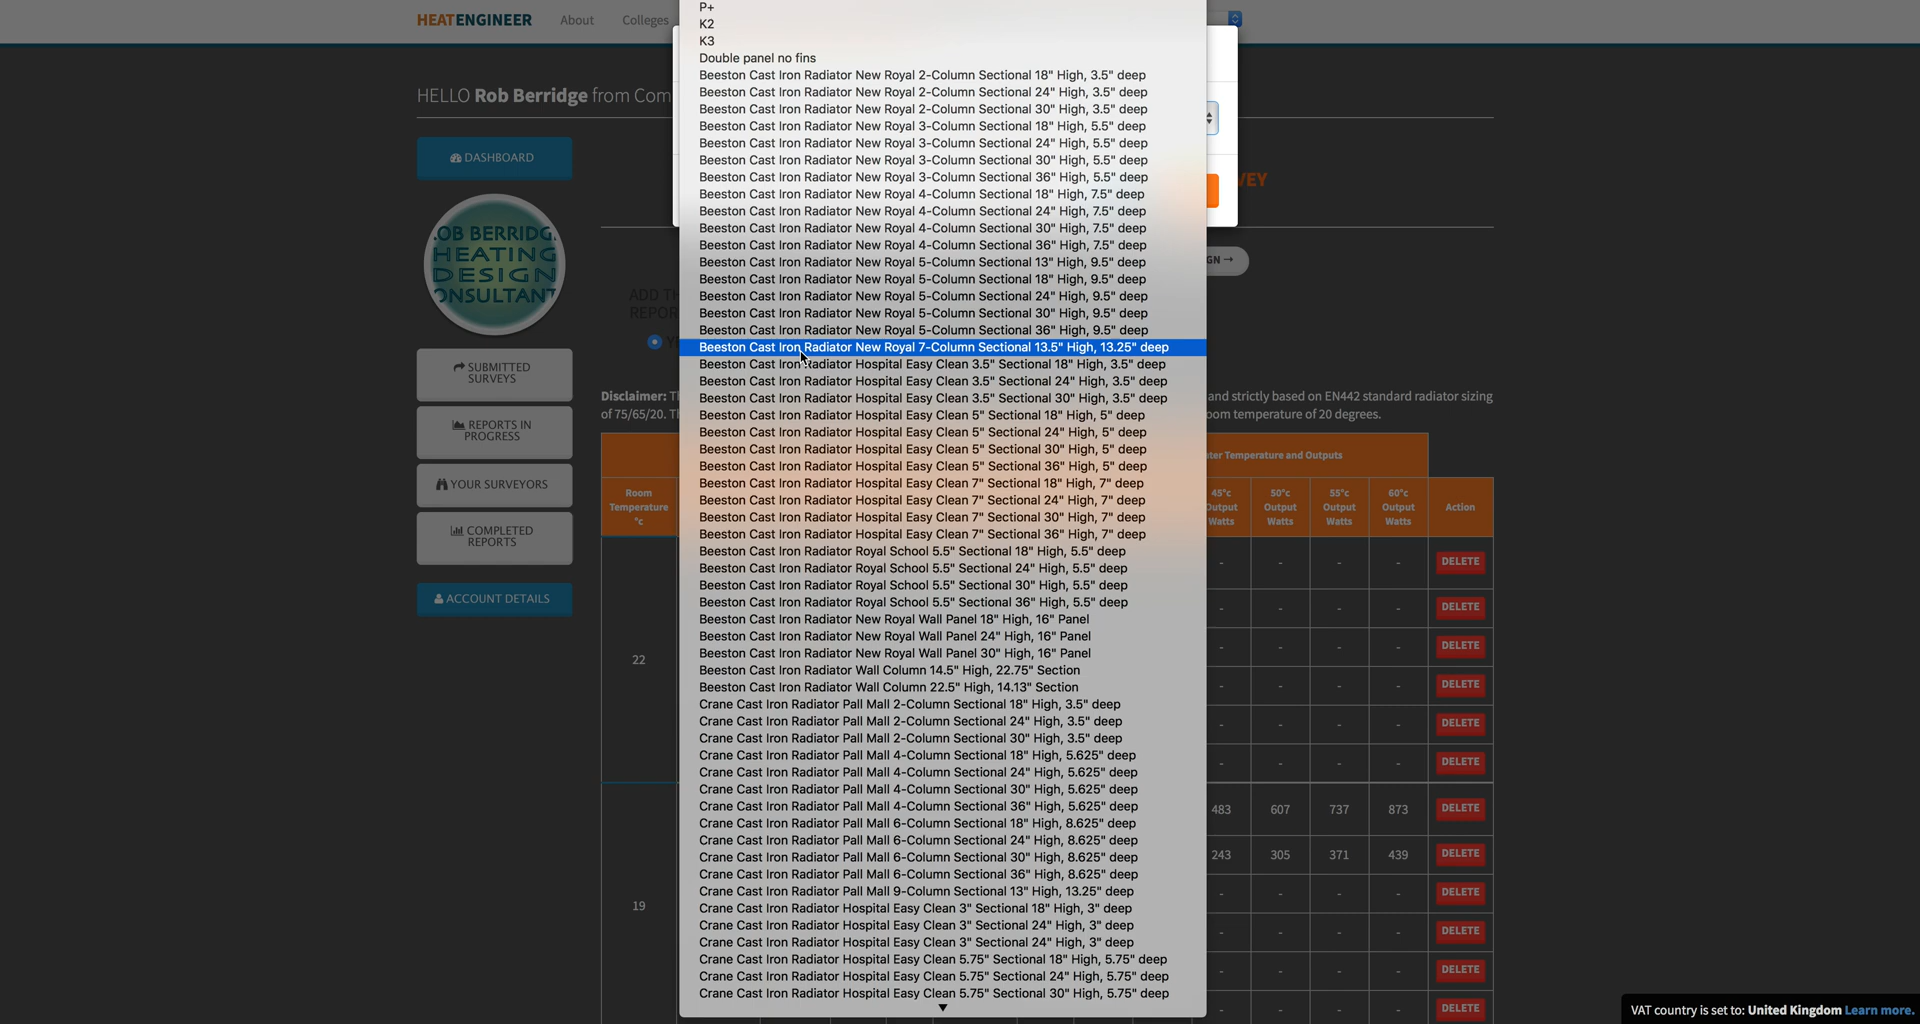 HEATENGINEER
About
Colleges
HELLO Rob Berridge from Com
DASHBOARD
OB BERRIDG
HEATING
DESIGN
ONSULTANT
SUBMITTED
SURVEYS
REPORTS IN
PROGRESS
YOUR SURVEYORS
COMPLETED
REPORTS
ACCOUNT DETAILS
P+
K2
K3
Double panel no fins
Beeston Cast Iron Radiator New Royal 2-Column Sectional 18" High, 3.5" deep
Beeston Cast Iron Radiator New Royal 2-Column Sectional 24" High, 3.5" deep
Beeston Cast Iron Radiator New Royal 2-Column Sectional 30" High, 3.5" deep
Beeston Cast Iron Radiator New Royal 3-Column Sectional 18" High, 5.5" deep
Beeston Cast Iron Radiator New Royal 3-Column Sectional 24" High, 5.5" deep
Beeston Cast Iron Radiator New Royal 3-Column Sectional 30" High, 5.5" deep
Beeston Cast Iron Radiator New Royal 3-Column Sectional 36" High, 5.5" deep
Beeston Cast Iron Radiator New Royal 4-Column Sectional 18" High, 7.5" deep
Beeston Cast Iron Radiator New Royal 4-Column Sectional 24" High, 7.5" deep
Beeston Cast Iron Radiator New Royal 4-Column Sectional 30" High, 7.5" deep
Beeston Cast Iron Radiator New Royal 4-Column Sectional 36" High, 7.5" deep
Beeston Cast Iron Radiator New Royal 5-Column Sectional 13" High, 9.5" deep
Beeston Cast Iron Radiator New Royal 5-Column Sectional 18" High, 9.5" deep
Beeston Cast Iron Radiator New Royal 5-Column Sectional 24" High, 9.5" deep
Beeston Cast Iron Radiator New Royal 5-Column Sectional 30" High, 9.5" deep
Beeston Cast Iron Radiator New Royal 5-Column Sectional 36" High, 9.5" deep
Beeston Cast Iron Radiator New Royal 7-Column Sectional 13.5" High, 13.25" deep
Beeston Cast Iron Radiator Hospital Easy Clean 3.5" Sectional 18" High, 3.5" deep
Beeston Cast Iron Radiator Hospital Easy Clean 3.5" Sectional 24" High, 3.5" deep
Beeston Cast Iron Radiator Hospital Easy Clean 3.5" Sectional 30" High, 3.5" deep
Beeston Cast Iron Radiator Hospital Easy Clean 5" Sectional 18" High, 5" deep
Beeston Cast Iron Radiator Hospital Easy Clean 5" Sectional 24" High, 5" deep
Beeston Cast Iron Radiator Hospital Easy Clean 5" Sectional 30" High, 5" deep
Beeston Cast Iron Radiator Hospital Easy Clean 5" Sectional 36" High, 5" deep
Beeston Cast Iron Radiator Hospital Easy Clean 7" Sectional 18" High, 7" deep
Beeston Cast Iron Radiator Hospital Easy Clean 7" Sectional 24" High, 7" deep
Beeston Cast Iron Radiator Hospital Easy Clean 7" Sectional 30" High, 7" deep
Beeston Cast Iron Radiator Hospital Easy Clean 7" Sectional 36" High, 7" deep
Beeston Cast Iron Radiator Royal School 5.5" Sectional 18" High, 5.5" deep
Beeston Cast Iron Radiator Royal School 5.5" Sectional 24" High, 5.5" deep
Beeston Cast Iron Radiator Royal School 5.5" Sectional 30" High, 5.5" deep
Beeston Cast Iron Radiator Royal School 5.5" Sectional 36" High, 5.5" deep
Beeston Cast Iron Radiator New Royal Wall Panel 18" High, 16" Panel
Beeston Cast Iron Radiator New Royal Wall Panel 24" High, 16" Panel
Beeston Cast Iron Radiator New Royal Wall Panel 30" High, 16" Panel
Beeston Cast Iron Radiator Wall Column 14.5" High, 22.75" Section
Beeston Cast Iron Radiator Wall Column 22.5" High, 14.13" Section
Crane Cast Iron Radiator Pall Mall 2-Column Sectional 18" High, 3.5" deep
Crane Cast Iron Radiator Pall Mall 2-Column Sectional 24" High, 3.5" deep
Crane Cast Iron Radiator Pall Mall 2-Column Sectional 30" High, 3.5" deep
Crane Cast Iron Radiator Pall Mall 4-Column Sectional 18" High, 5.625" deep
Crane Cast Iron Radiator Pall Mall 4-Column Sectional 24" High, 5.625" deep
Crane Cast Iron Radiator Pall Mall 4-Column Sectional 30" High, 5.625" deep
Crane Cast Iron Radiator Pall Mall 4-Column Sectional 36" High, 5.625" deep
Crane Cast Iron Radiator Pall Mall 6-Column Sectional 18" High, 8.625" deep
Crane Cast Iron Radiator Pall Mall 6-Column Sectional 24" High, 8.625" deep
Crane Cast Iron Radiator Pall Mall 6-Column Sectional 30" High, 8.625" deep
Crane Cast Iron Radiator Pall Mall 6-Column Sectional 36" High, 8.625" deep
Crane Cast Iron Radiator Pall Mall 9-Column Sectional 13" High, 13.25" deep
Crane Cast Iron Radiator Hospital Easy Clean 3" Sectional 18" High, 3" deep
Crane Cast Iron Radiator Hospital Easy Clean 3" Sectional 24" High, 3" deep
Crane Cast Iron Radiator Hospital Easy Clean 3" Sectional 24" High, 3" deep
Crane Cast Iron Radiator Hospital Easy Clean 5.75" Sectional 18" High, 5.75" deep
Crane Cast Iron Radiator Hospital Easy Clean 5.75" Sectional 24" High, 5.75" deep
Crane Cast Iron Radiator Hospital Easy Clean 5.75" Sectional 30" High, 5.75" deep
VEY
GN →
ADD TH
REPOR
Y
Disclaimer: T
and strictly based on EN442 standard radiator sizing
of 75/65/20. T
oom temperature of 20 degrees.
ter Temperature and Outputs
Room
Temperature
°c
45°c
Output
Watts
50°c
Output
Watts
55°c
Output
Watts
60°c
Output
Watts
Action
22
- - - - DELETE
- - - - DELETE
- - - - DELETE
- - - - DELETE
- - - - DELETE
- - - - DELETE
19
483 607 737 873 DELETE
243 305 371 439 DELETE
- - - - DELETE
- - - - DELETE
- - - - DELETE
- - - - DELETE
VAT country is set to: United Kingdom Learn more.